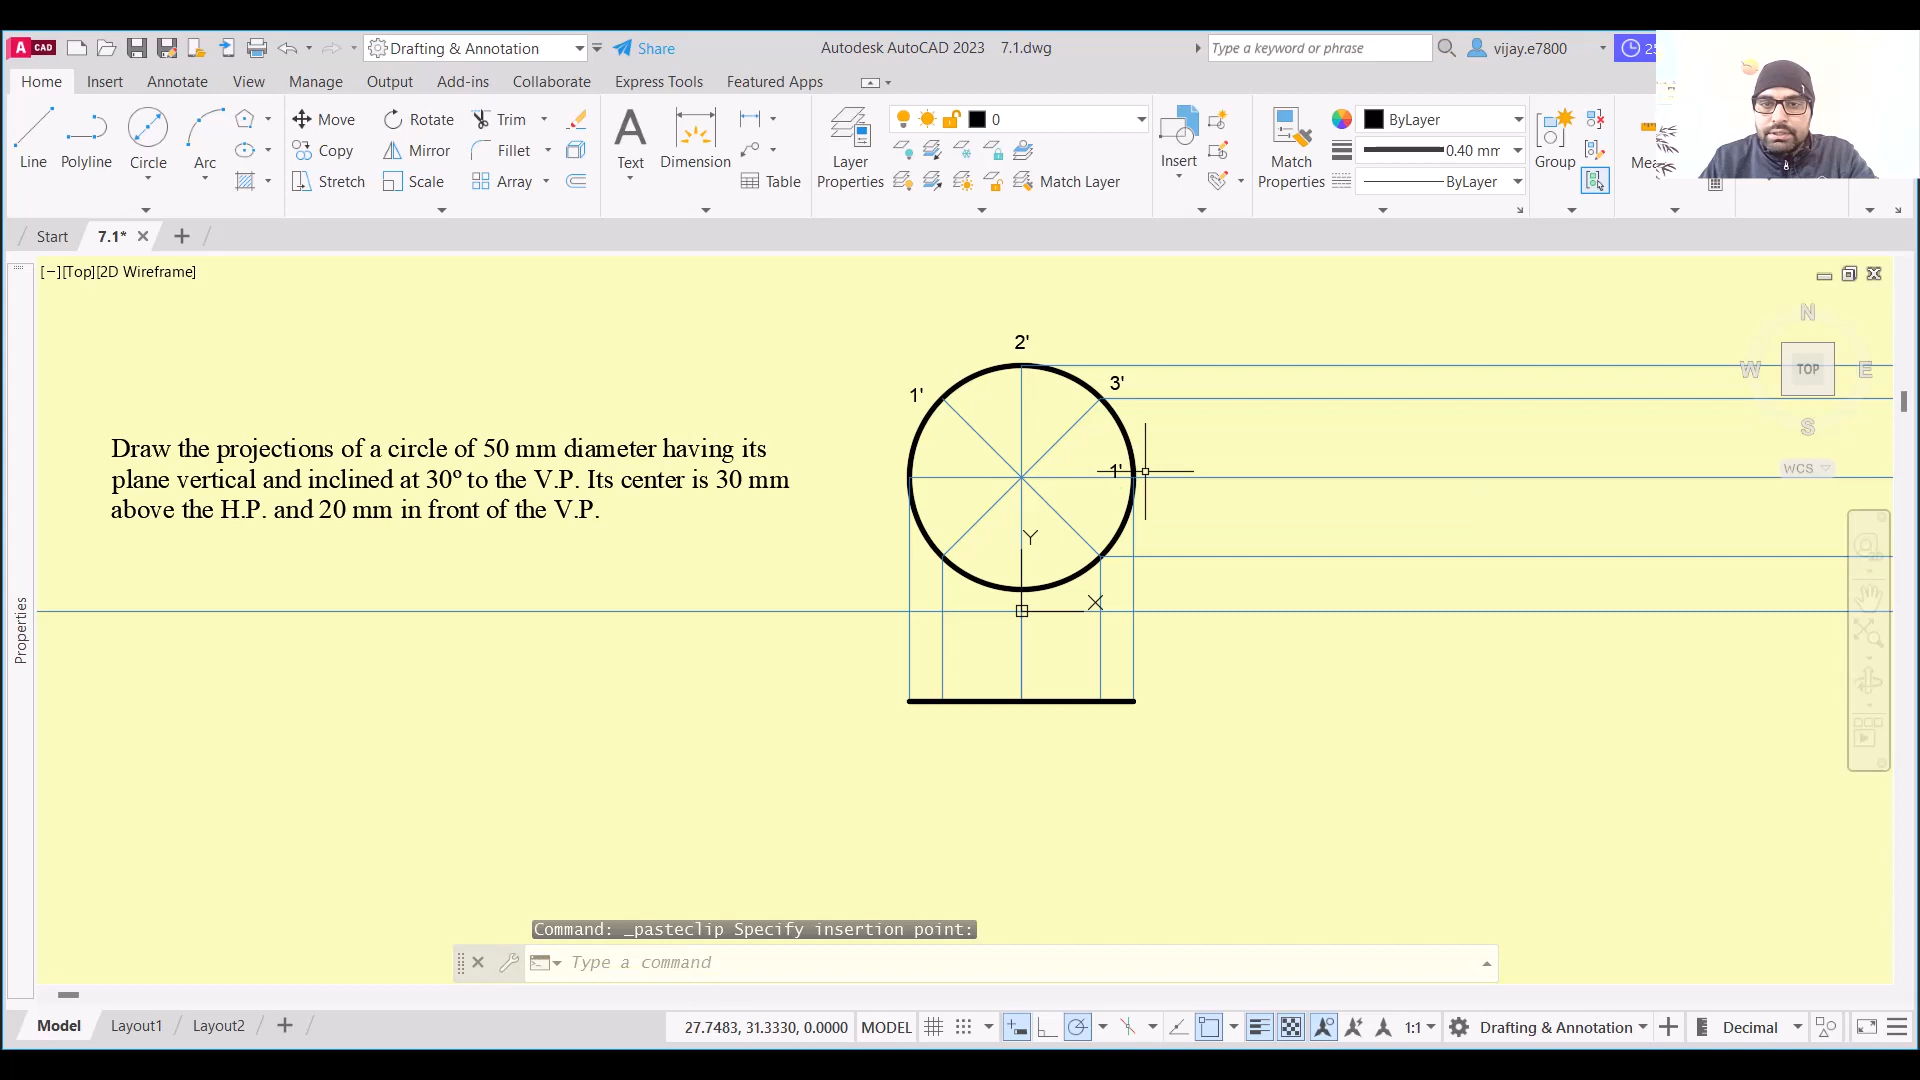 A CAD Drafting & Annotation Share Autodesk AutoCAD 2023 7.1.dwg Type a keyword or phrase vijay.e7800 25
Home Insert Annotate View Manage Output Add-ins Collaborate Express Tools Featured Apps
Move Rotate Trim 0 ByLayer
Copy Mirror Fillet 0.40 mm
Line Polyline Circle Arc Text Dimension Layer Properties Insert Match Properties Group
Stretch Scale Array Table Match Layer ByLayer
Start 7.1*
[−][Top][2D Wireframe]
N
W TOP E
S
WCS
2'
3'
1'
1'
Y
X
Draw the projections of a circle of 50 mm diameter having its
plane vertical and inclined at 30º to the V.P. Its center is 30 mm
above the H.P. and 20 mm in front of the V.P.
Properties
Command: _pasteclip Specify insertion point:
Type a command
Model Layout1 Layout2 27.7483, 31.3330, 0.0000 MODEL 1:1 Drafting & Annotation Decimal